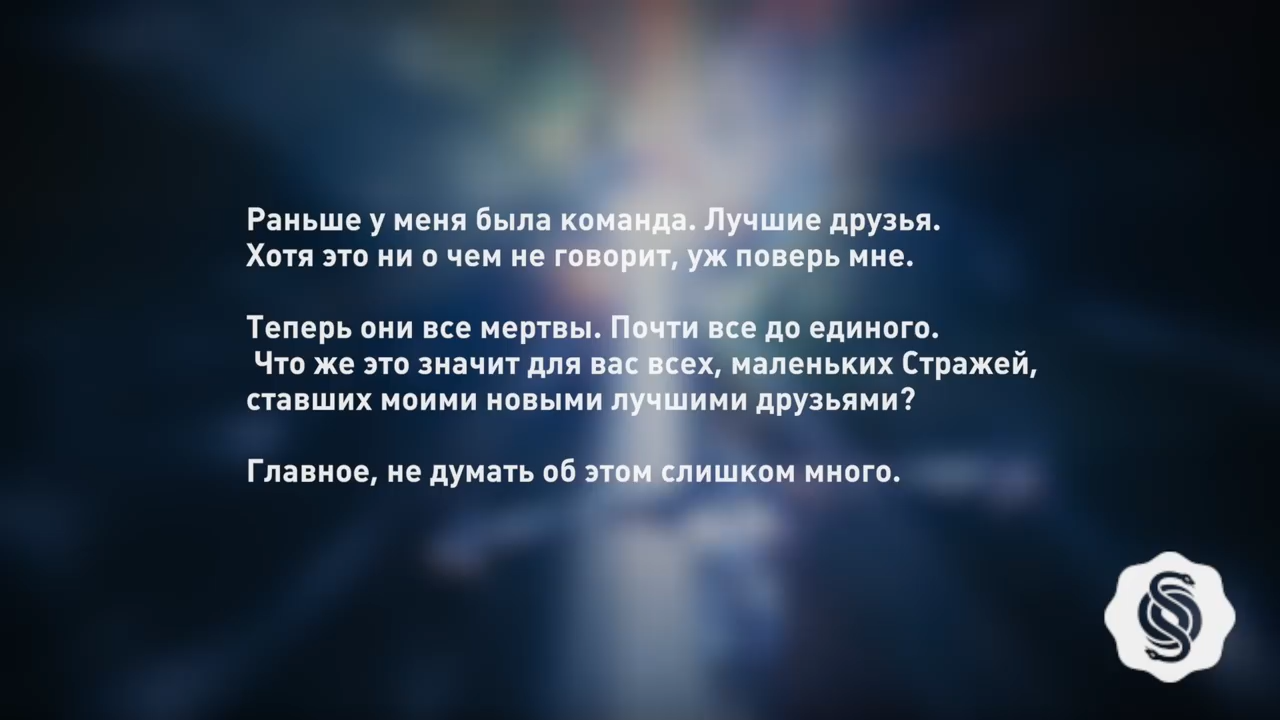 Раньше у меня была команда. Лучшие друзья.
Хотя это ни о чем не говорит, уж поверь мне.
Теперь они все мертвы. Почти все до единого.
Что же это значит для вас всех, маленьких Стражей,
ставших моими новыми лучшими друзьями?
Главное, не думать об этом слишком много.